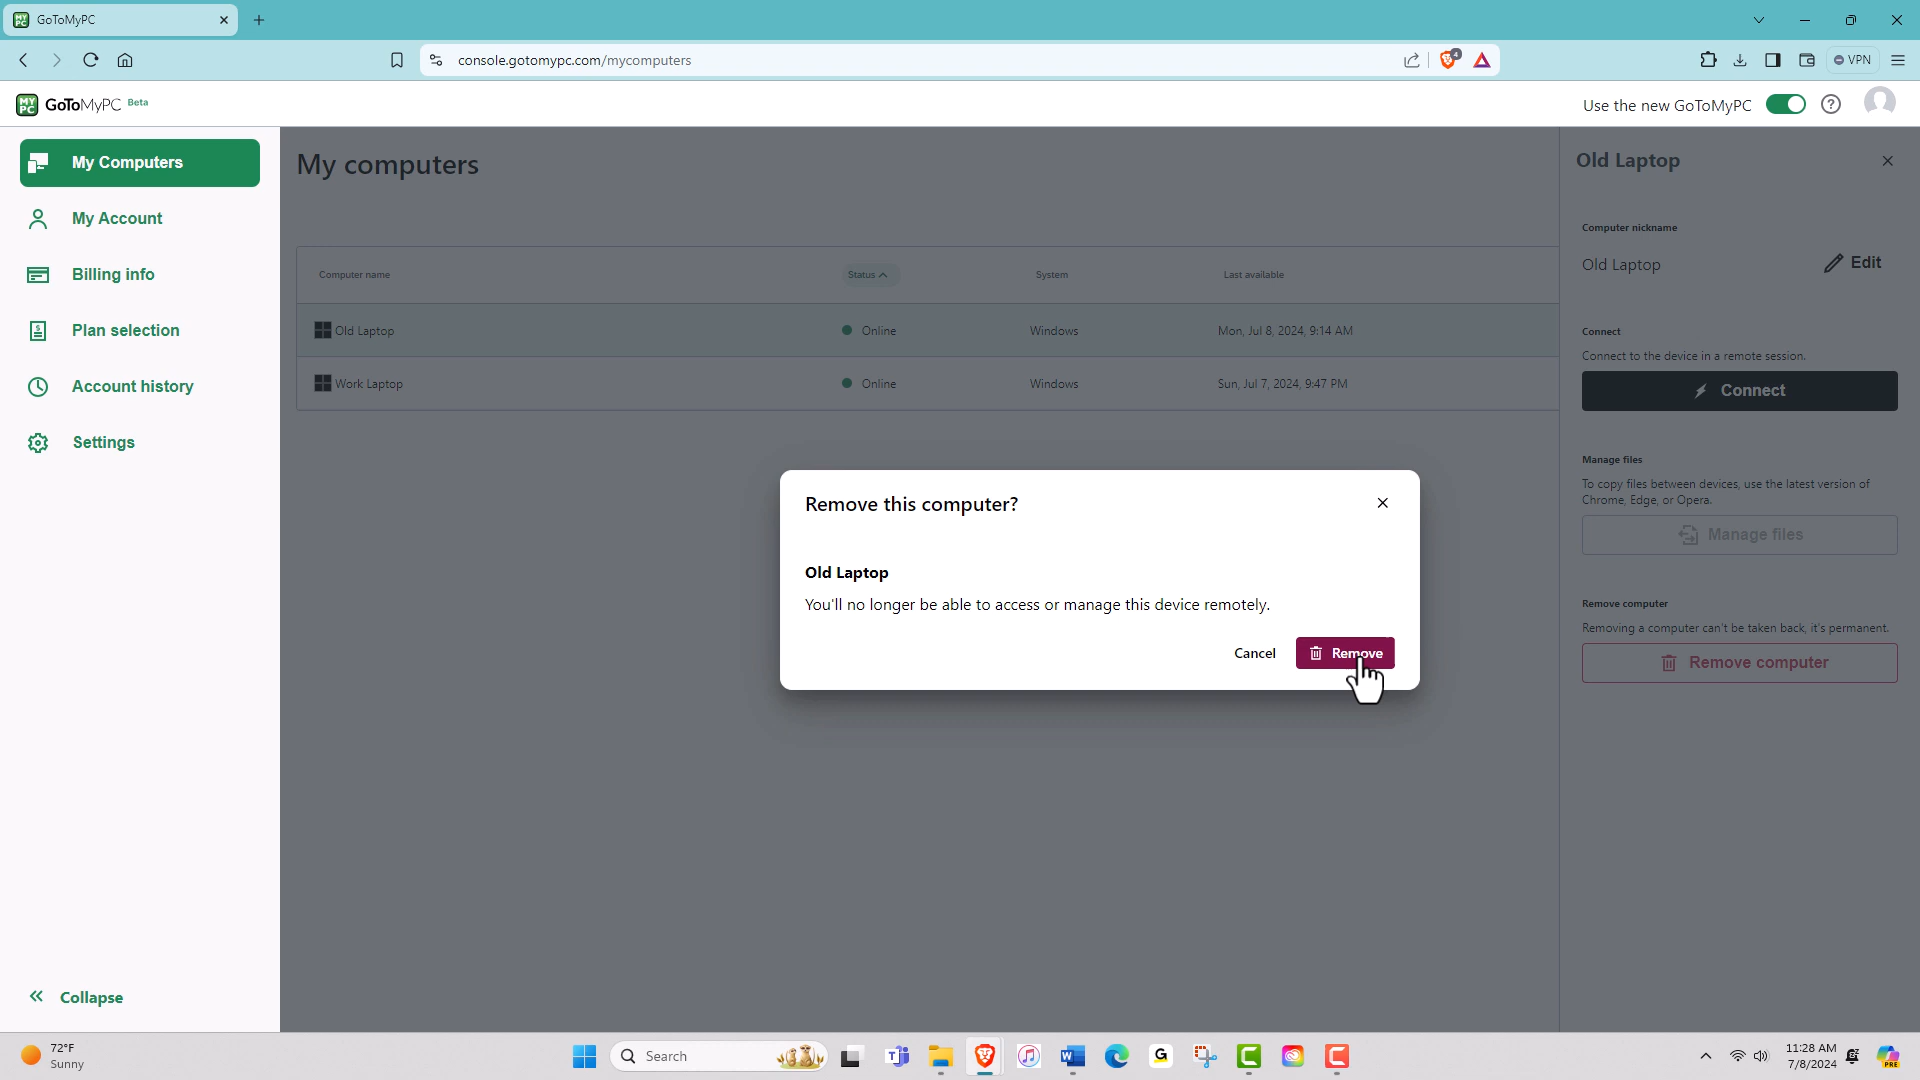 MY PC GoToMyPC
console.gotomypc.com/mycomputers
4
VPN
MY PC GoToMyPC Beta
Use the new GoToMyPC
?
My Computers
My Account
Billing info
Plan selection
Account history
Settings
Collapse
My computers
Computer name Status System Last available
Old Laptop Online Windows Mon, Jul 8, 2024, 9:14 AM
Work Laptop Online Windows Sun, Jul 7, 2024, 9:47 PM
Old Laptop
Computer nickname
Old Laptop Edit
Connect
Connect to the device in a remote session.
Connect
Manage files
To copy files between devices, use the latest version of
Chrome, Edge, or Opera.
Manage files
Remove computer
Removing a computer can't be taken back, it's permanent.
Remove computer
Remove this computer?
Old Laptop
You'll no longer be able to access or manage this device remotely.
Cancel Remove
72°F
Sunny
Search
11:28 AM
7/8/2024
PRE